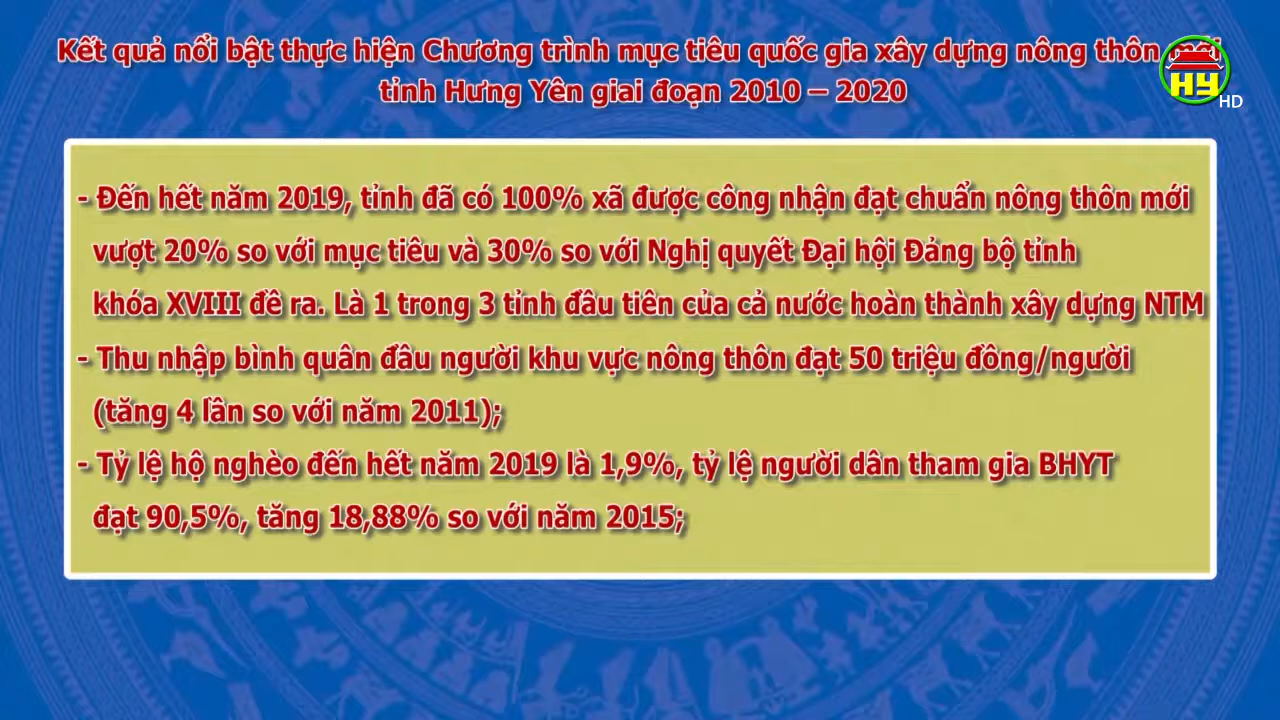 Kết quả nổi bật thực hiện Chương trình mục tiêu quốc gia xây dựng nông thôn
tỉnh Hưng Yên giai đoạn 2010 – 2020
HY
HD
- Đến hết năm 2019, tỉnh đã có 100% xã được công nhận đạt chuẩn nông thôn mới
vượt 20% so với mục tiêu và 30% so với Nghị quyết Đại hội Đảng bộ tỉnh
khóa XVIII đề ra. Là 1 trong 3 tỉnh đầu tiên của cả nước hoàn thành xây dựng NTM
- Thu nhập bình quân đầu người khu vực nông thôn đạt 50 triệu đồng/người
(tăng 4 lần so với năm 2011);
- Tỷ lệ hộ nghèo đến hết năm 2019 là 1,9%, tỷ lệ người dân tham gia BHYT
đạt 90,5%, tăng 18,88% so với năm 2015;